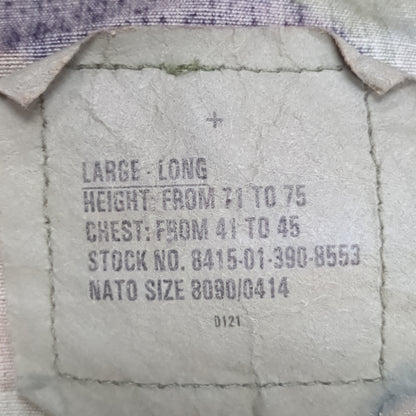 LARGE - LONG
HEIGHT: FROM 71 TO 75
CHEST: FROM 41 TO 45
STOCK NO. 8415-01-390-8553
NATO SIZE 8090/0414
D121